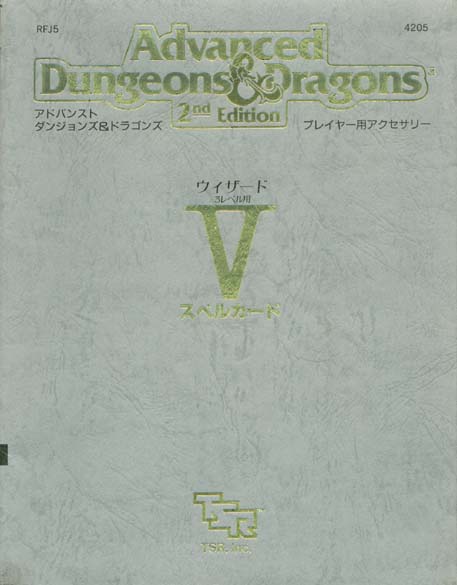 RFJ5
4205
Advanced
Dungeons & Dragons®
2nd Edition
アドバンスト
ダンジョンズ&ドラゴンズ
プレイヤー用アクセサリー
ウィザード
3レベル用
V
スペルカード
TSR™
TSR, Inc.